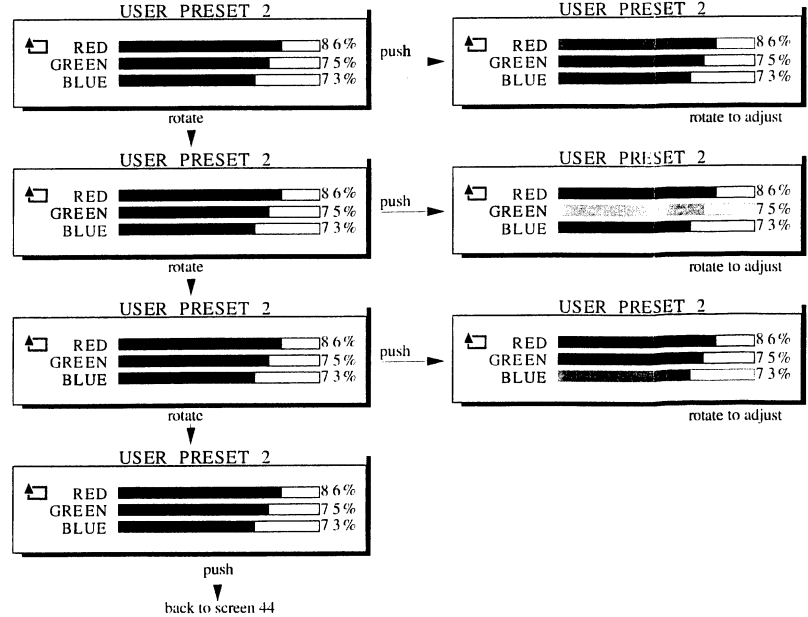 USER PRESET 2
RED 86%
GREEN 75%
BLUE 73%
rotate
push
USER PRESET 2
RED 86%
GREEN 75%
BLUE 73%
rotate to adjust
USER PRESET 2
RED 86%
GREEN 75%
BLUE 73%
rotate
push
USER PRESET 2
RED 86%
GREEN 75%
BLUE 73%
rotate to adjust
USER PRESET 2
RED 86%
GREEN 75%
BLUE 73%
rotate
push
USER PRESET 2
RED 86%
GREEN 75%
BLUE 73%
rotate to adjust
USER PRESET 2
RED 86%
GREEN 75%
BLUE 73%
push
back to screen 44